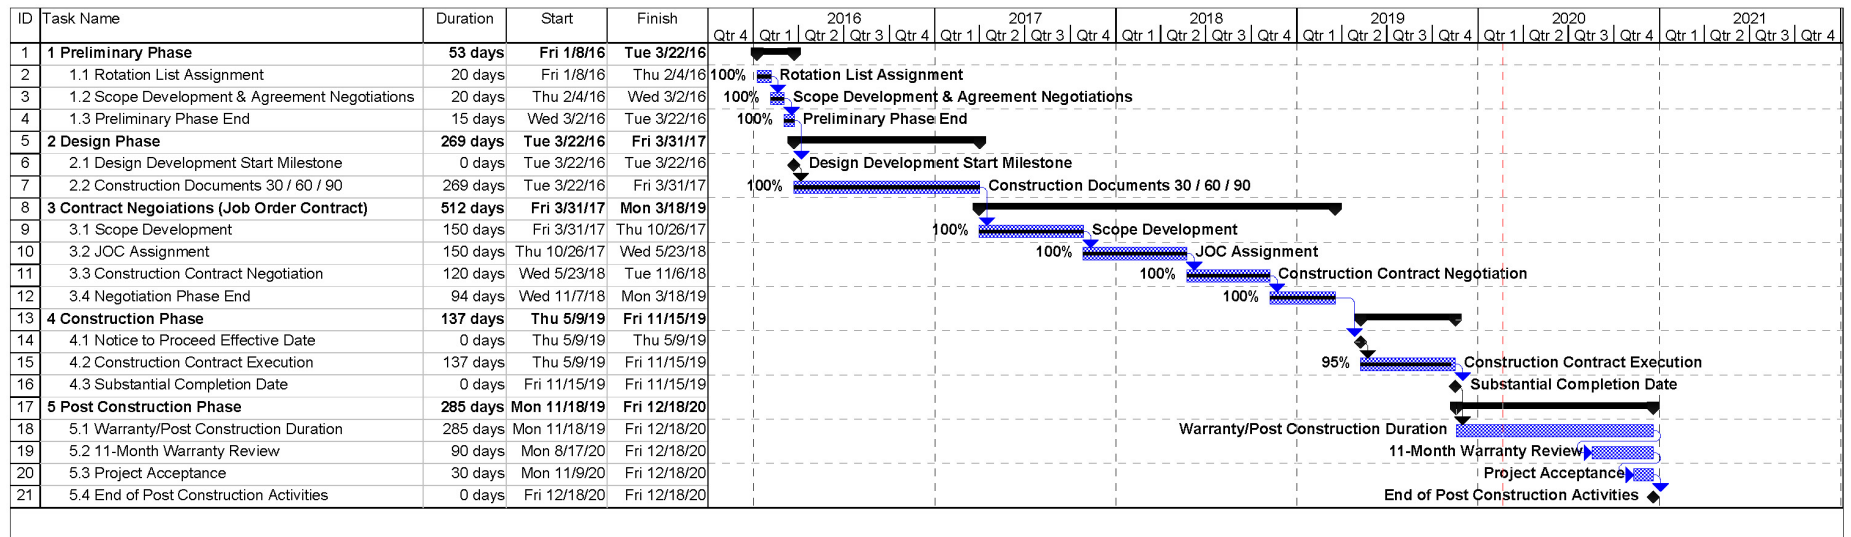 ID Task Name Duration Start Finish 2016 2017 2018 2019 2020 2021
Qtr 4 Qtr 1 Qtr 2 Qtr 3 Qtr 4 Qtr 1 Qtr 2 Qtr 3 Qtr 4 Qtr 1 Qtr 2 Qtr 3 Qtr 4 Qtr 1 Qtr 2 Qtr 3 Qtr 4 Qtr 1 Qtr 2 Qtr 3 Qtr 4 Qtr 1 Qtr 2 Qtr 3 Qtr 4
1 1 Preliminary Phase 53 days Fri 1/8/16 Tue 3/22/16
2 1.1 Rotation List Assignment 20 days Fri 1/8/16 Thu 2/4/16 100% Rotation List Assignment
3 1.2 Scope Development & Agreement Negotiations 20 days Thu 2/4/16 Wed 3/2/16 100% Scope Development & Agreement Negotiations
4 1.3 Preliminary Phase End 15 days Wed 3/2/16 Tue 3/22/16 100% Preliminary Phase End
5 2 Design Phase 269 days Tue 3/22/16 Fri 3/31/17
6 2.1 Design Development Start Milestone 0 days Tue 3/22/16 Tue 3/22/16 Design Development Start Milestone
7 2.2 Construction Documents 30 / 60 / 90 269 days Tue 3/22/16 Fri 3/31/17 100% Construction Documents 30 / 60 / 90
8 3 Contract Negoiations (Job Order Contract) 512 days Fri 3/31/17 Mon 3/18/19
9 3.1 Scope Development 150 days Fri 3/31/17 Thu 10/26/17 100% Scope Development
10 3.2 JOC Assignment 150 days Thu 10/26/17 Wed 5/23/18 100% JOC Assignment
11 3.3 Construction Contract Negotiation 120 days Wed 5/23/18 Tue 11/6/18 100% Construction Contract Negotiation
12 3.4 Negotiation Phase End 94 days Wed 11/7/18 Mon 3/18/19 100%
13 4 Construction Phase 137 days Thu 5/9/19 Fri 11/15/19
14 4.1 Notice to Proceed Effective Date 0 days Thu 5/9/19 Thu 5/9/19
15 4.2 Construction Contract Execution 137 days Thu 5/9/19 Fri 11/15/19 95% Construction Contract Execution
16 4.3 Substantial Completion Date 0 days Fri 11/15/19 Fri 11/15/19 Substantial Completion Date
17 5 Post Construction Phase 285 days Mon 11/18/19 Fri 12/18/20
18 5.1 Warranty/Post Construction Duration 285 days Mon 11/18/19 Fri 12/18/20 Warranty/Post Construction Duration
19 5.2 11-Month Warranty Review 90 days Mon 8/17/20 Fri 12/18/20 11-Month Warranty Review
20 5.3 Project Acceptance 30 days Mon 11/9/20 Fri 12/18/20 Project Acceptance
21 5.4 End of Post Construction Activities 0 days Fri 12/18/20 Fri 12/18/20 End of Post Construction Activities